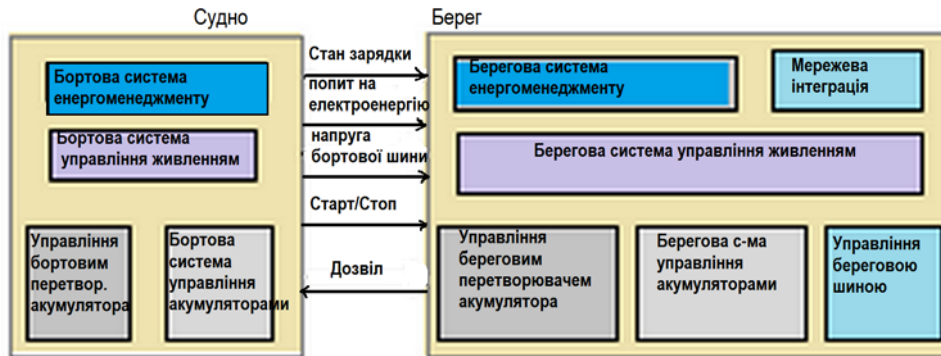 Судно
Берег
Бортова система
енергоменеджменту
Бортова система
управління живленням
Управління
бортовим
перетвор.
акумулятора
Бортова
система
управління
акумуляторами
Стан зарядки
попит на
електроенергію
напруга
бортової шини
Старт/Стоп
Дозвіл
Берегова система
енергоменеджменту
Мережева
інтеграція
Берегова система управління живленням
Управління
береговим
перетворювачем
акумулятора
Берегова с-ма
управління
акумуляторами
Управління
береговою
шиною